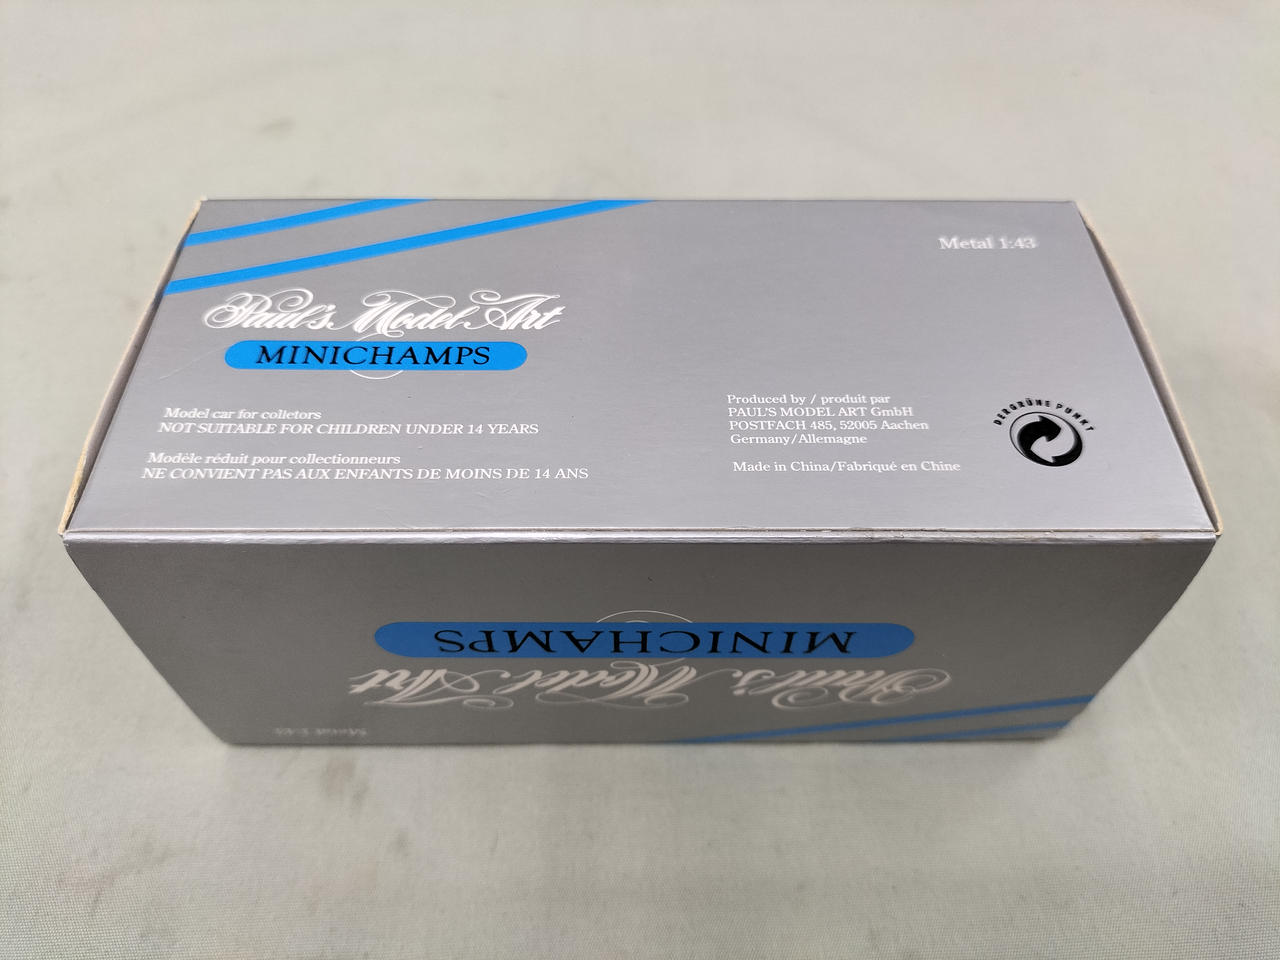 Metal 1:43
Paul's Model Art
MINICHAMPS
Model car for colletors
NOT SUITABLE FOR CHILDREN UNDER 14 YEARS
Modèle réduit pour collectionneurs
NE CONVIENT PAS AUX ENFANTS DE MOINS DE 14 ANS
Produced by / produit par
PAUL'S MODEL ART GmbH
POSTFACH 485, 52005 Aachen
Germany/Allemagne
Made in China/Fabriqué en Chine
DER GRÜNE PUNKT
MINICHAMPS
Paul's Model Art
Metal 1:43